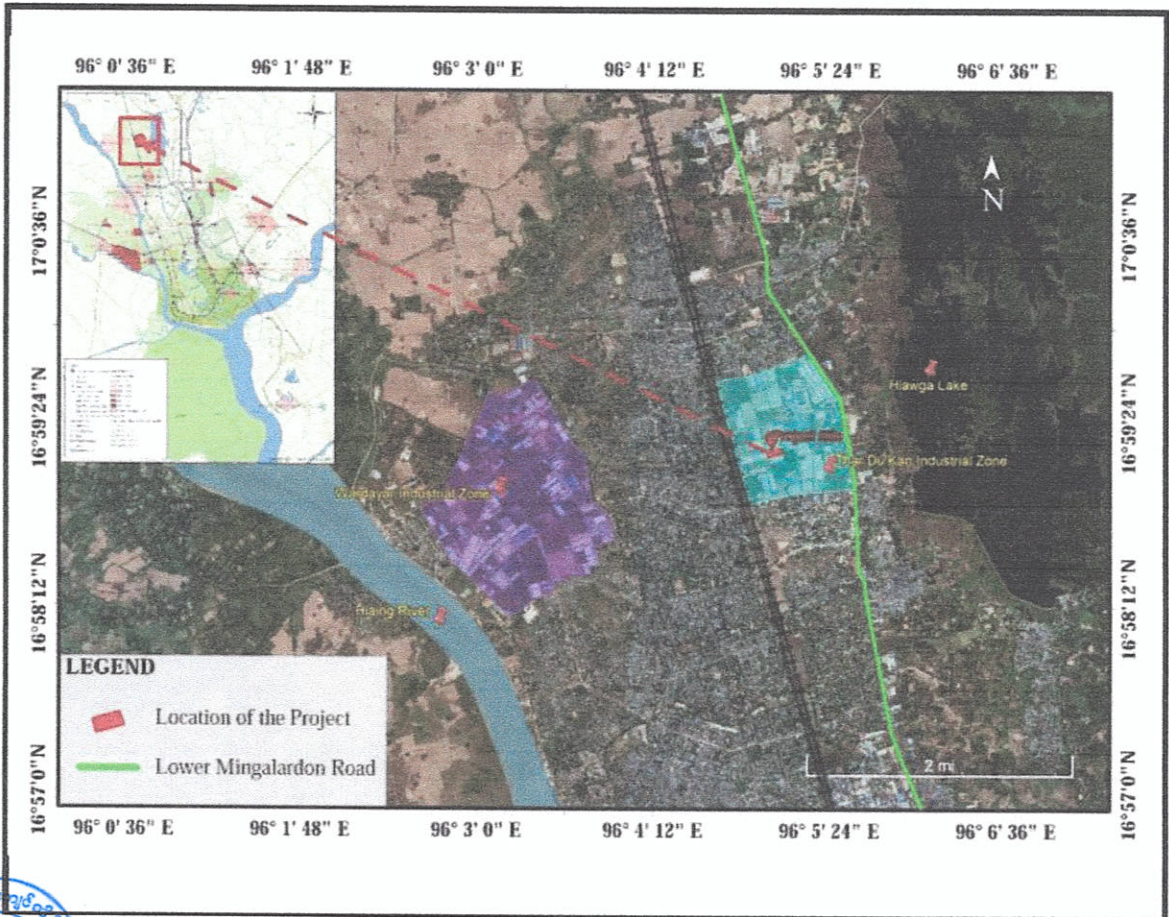 96° 0' 36" E 96° 1' 48" E 96° 3' 0" E 96° 4' 12" E 96° 5' 24" E 96° 6' 36" E
17°0'36"N
16°59'24"N
16°58'12"N
16°57'0"N
N
Hlawga Lake
Du Kan Industrial Zone
Wardayar Industrial Zone
Hlaing River
2 mi
LEGEND
Location of the Project
Lower Mingalardon Road
17°0'36"N
16°59'24"N
16°58'12"N
16°57'0"N
96° 0' 36" E 96° 1' 48" E 96° 3' 0" E 96° 4' 12" E 96° 5' 24" E 96° 6' 36" E